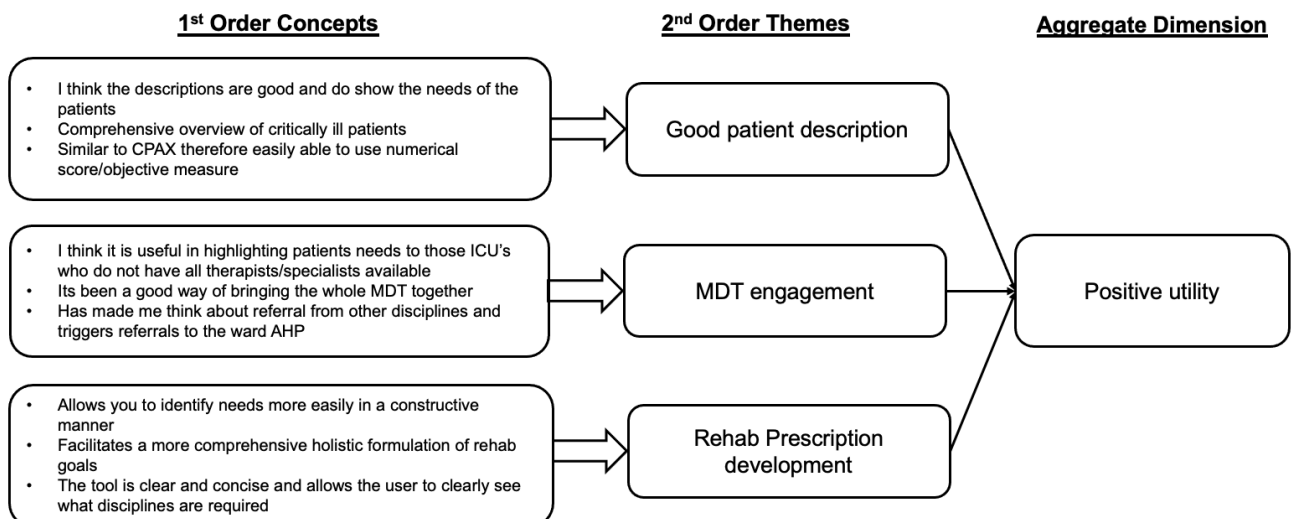 1st Order Concepts
2nd Order Themes
Aggregate Dimension
• I think the descriptions are good and do show the needs of the
patients
• Comprehensive overview of critically ill patients
• Similar to CPAX therefore easily able to use numerical
score/objective measure
Good patient description
• I think it is useful in highlighting patients needs to those ICU's
who do not have all therapists/specialists available
• Its been a good way of bringing the whole MDT together
• Has made me think about referral from other disciplines and
triggers referrals to the ward AHP
MDT engagement
Positive utility
• Allows you to identify needs more easily in a constructive
manner
• Facilitates a more comprehensive holistic formulation of rehab
goals
• The tool is clear and concise and allows the user to clearly see
what disciplines are required
Rehab Prescription
development